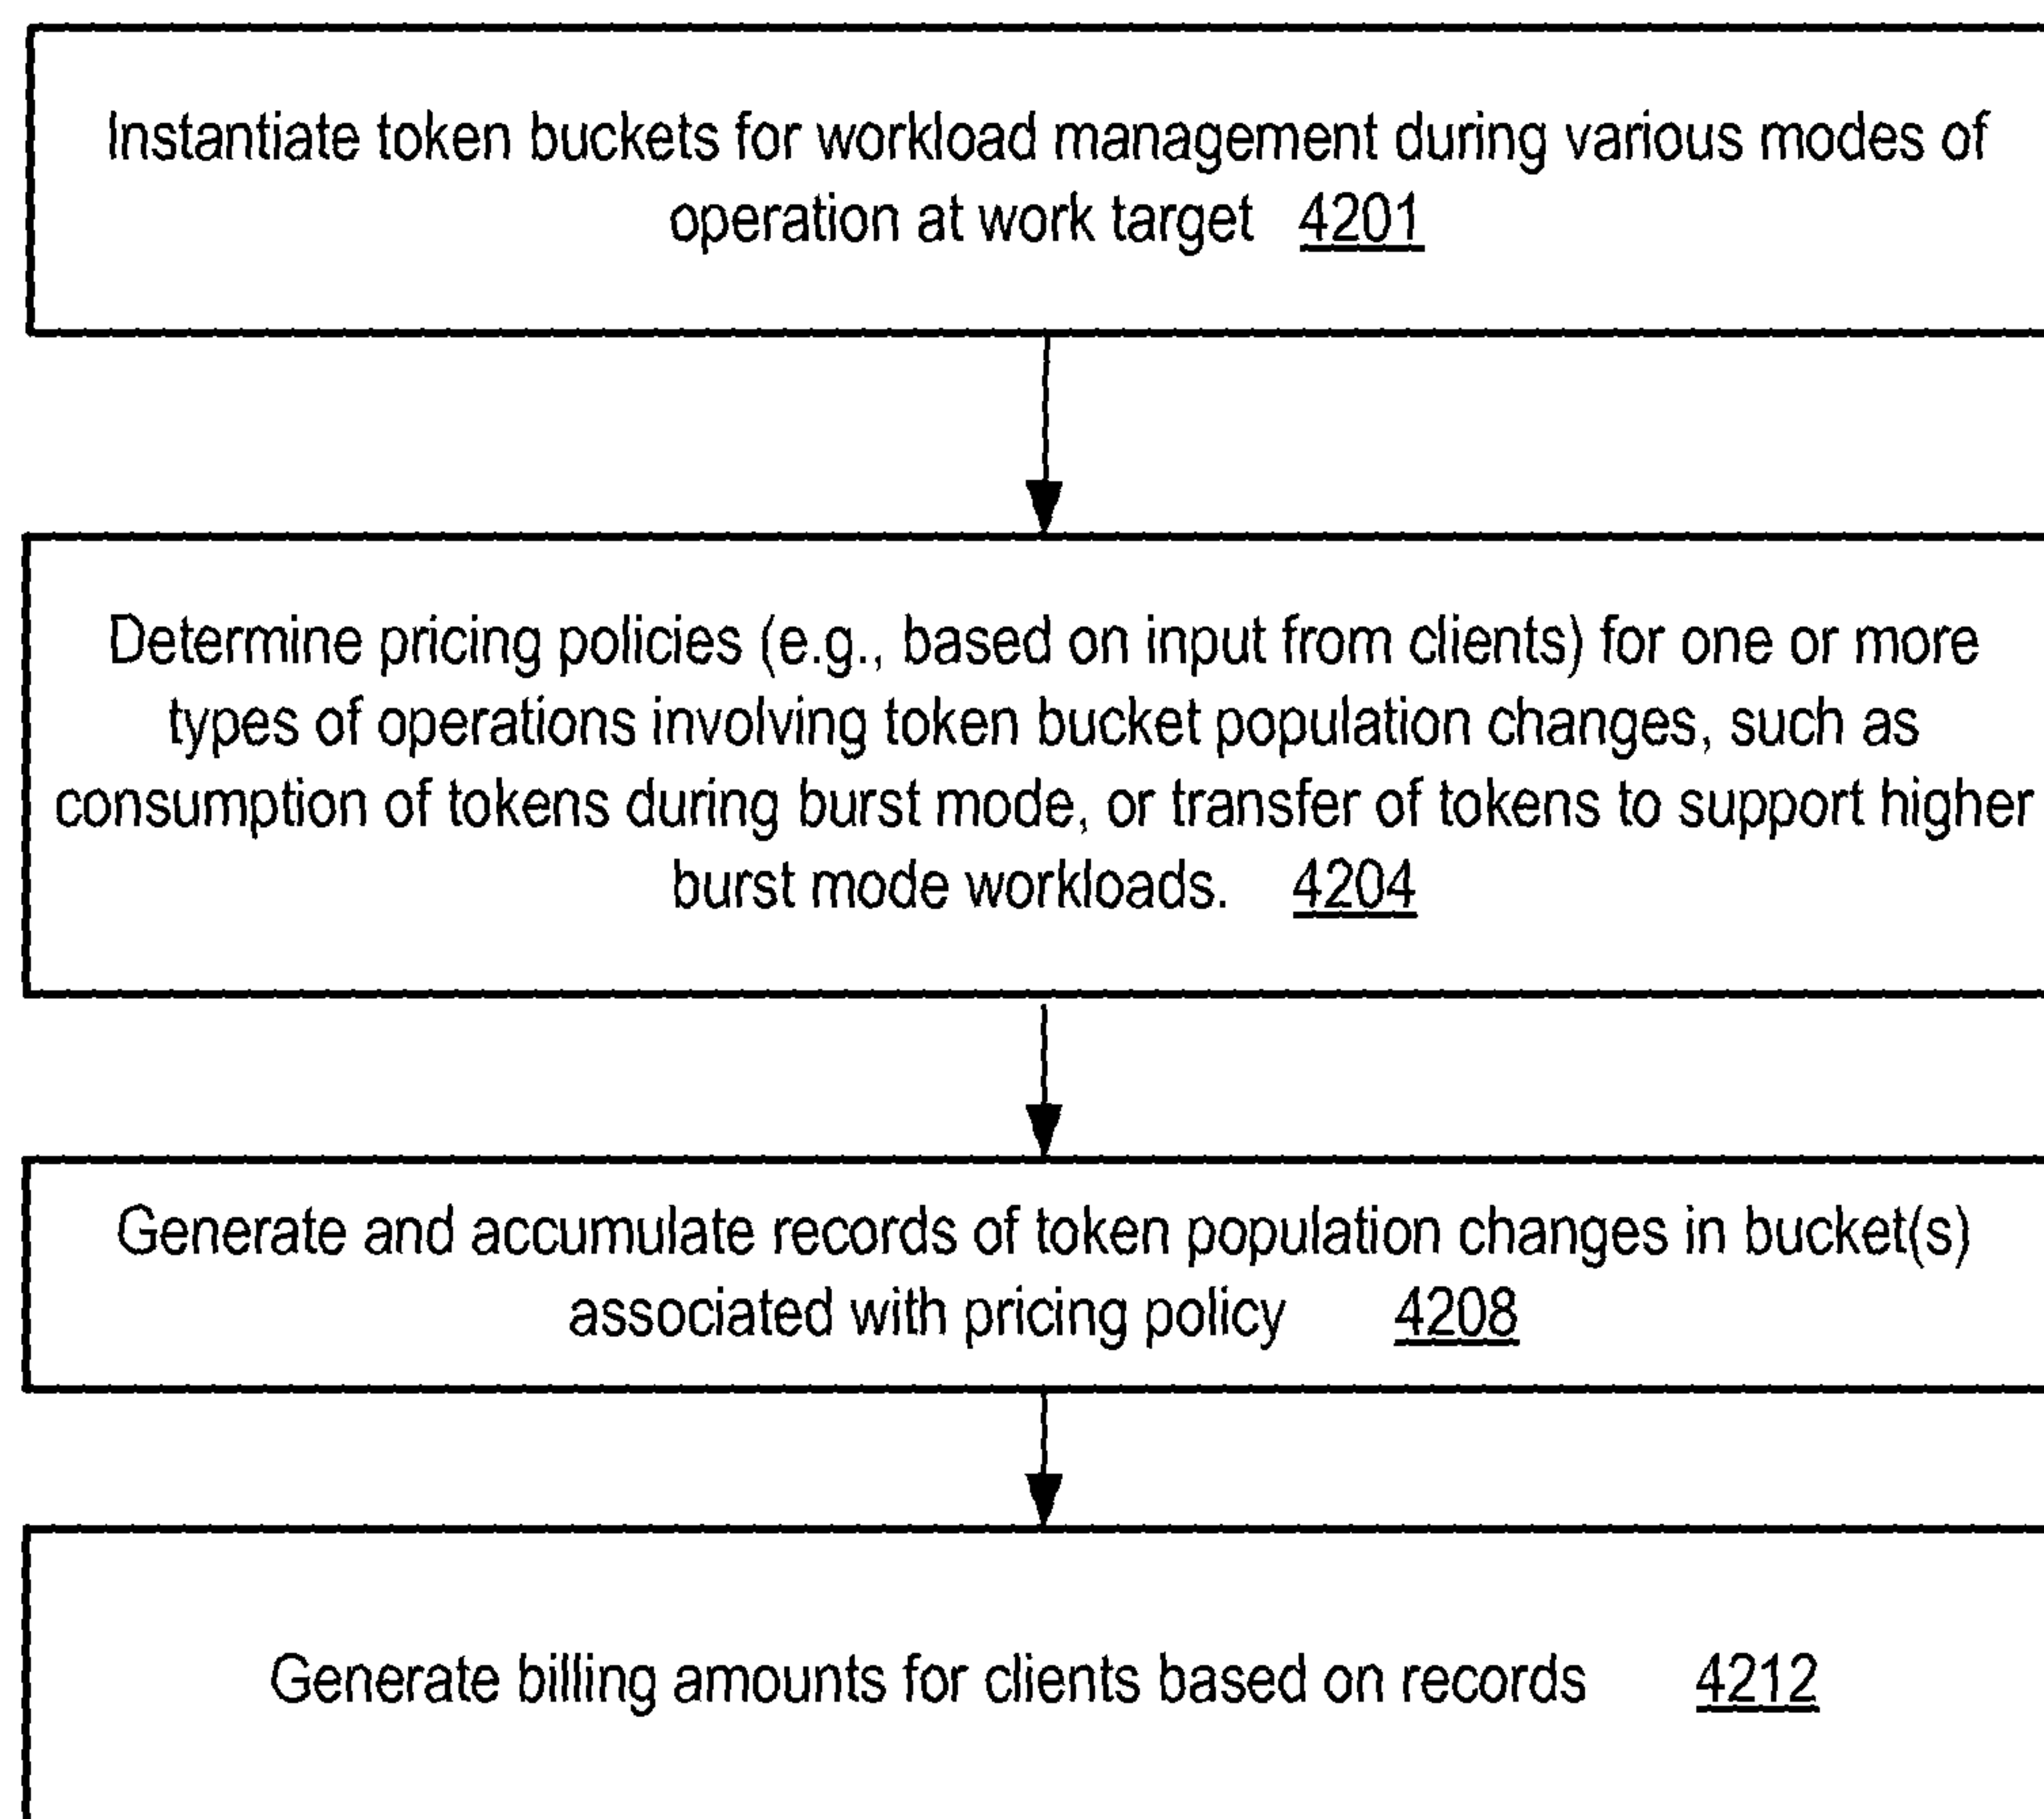 Instantiate token buckets for workload management during various modes of
operation at work target 4201
Determine pricing policies (e.g., based on input from clients) for one or more
types of operations involving token bucket population changes, such as
consumption of tokens during burst mode, or transfer of tokens to support higher
burst mode workloads. 4204
Generate and accumulate records of token population changes in bucket(s)
associated with pricing policy 4208
Generate billing amounts for clients based on records 4212